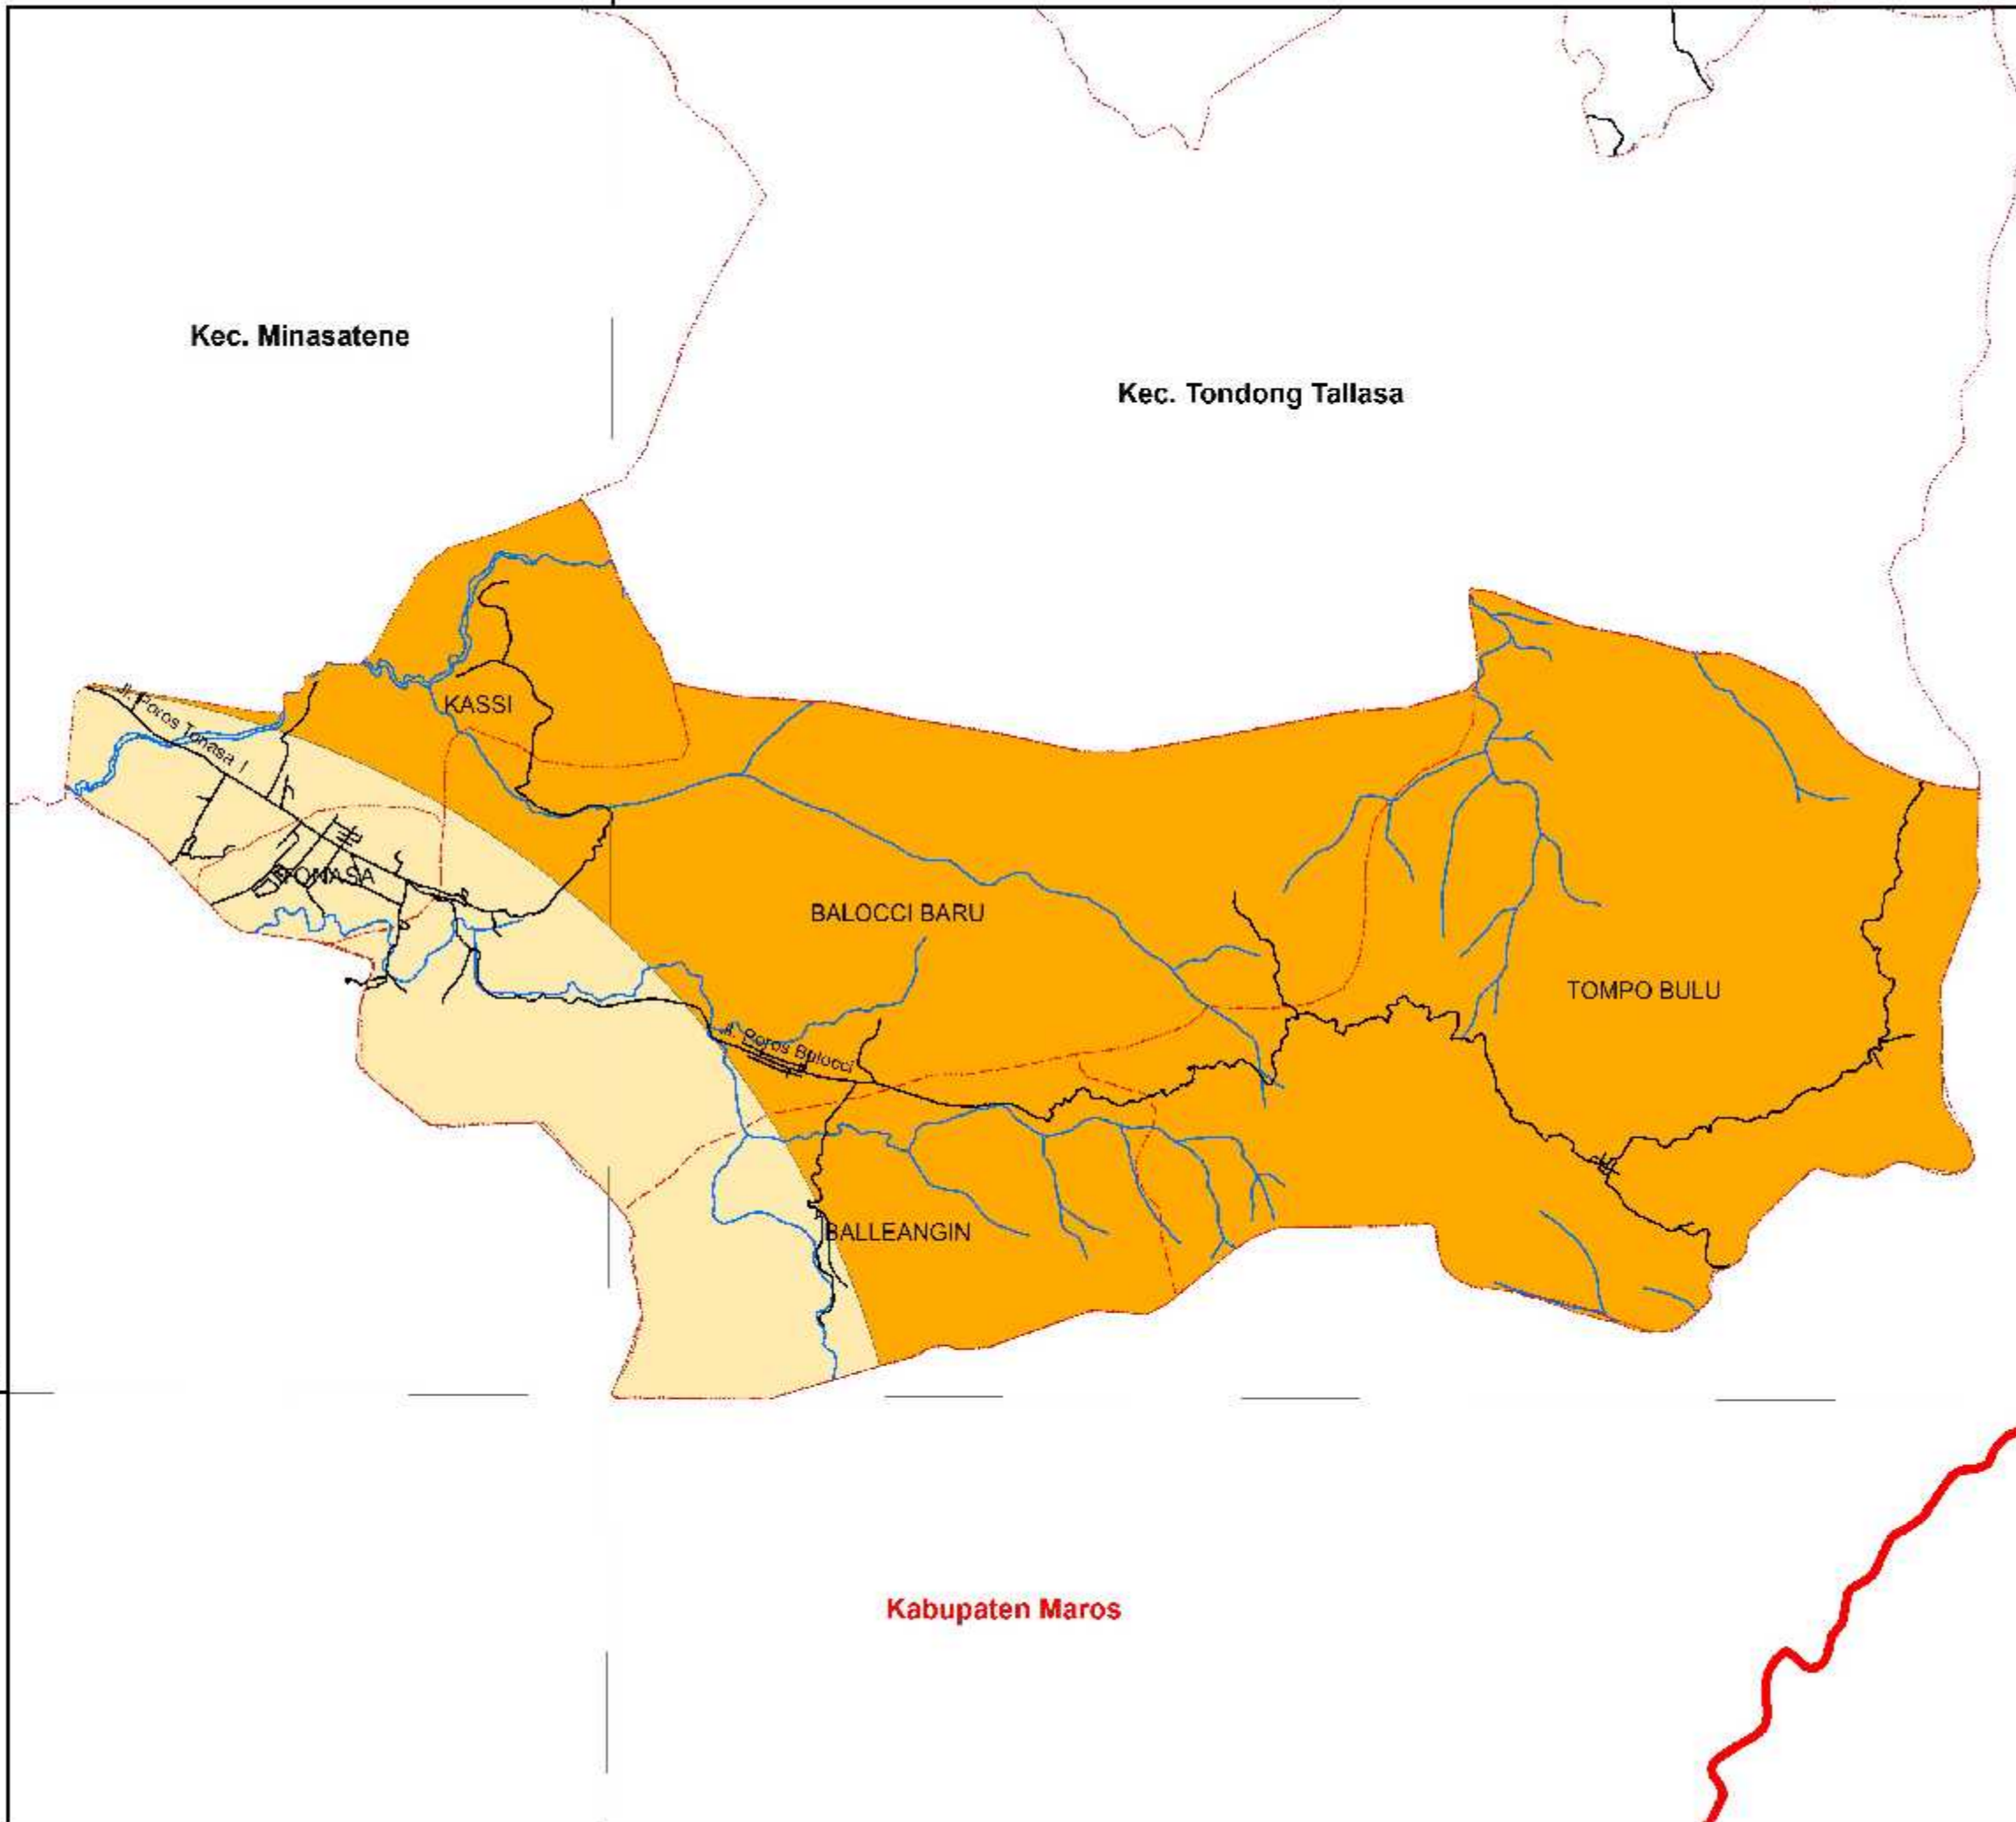 Kec. Minasatene
Kec. Tondong Tallasa
KASSI
Jl. Poros Tonasa I
TONASA
BALOCCI BARU
TOMPO BULU
Jl. Poros Balocci
BALLEANGIN
Kabupaten Maros